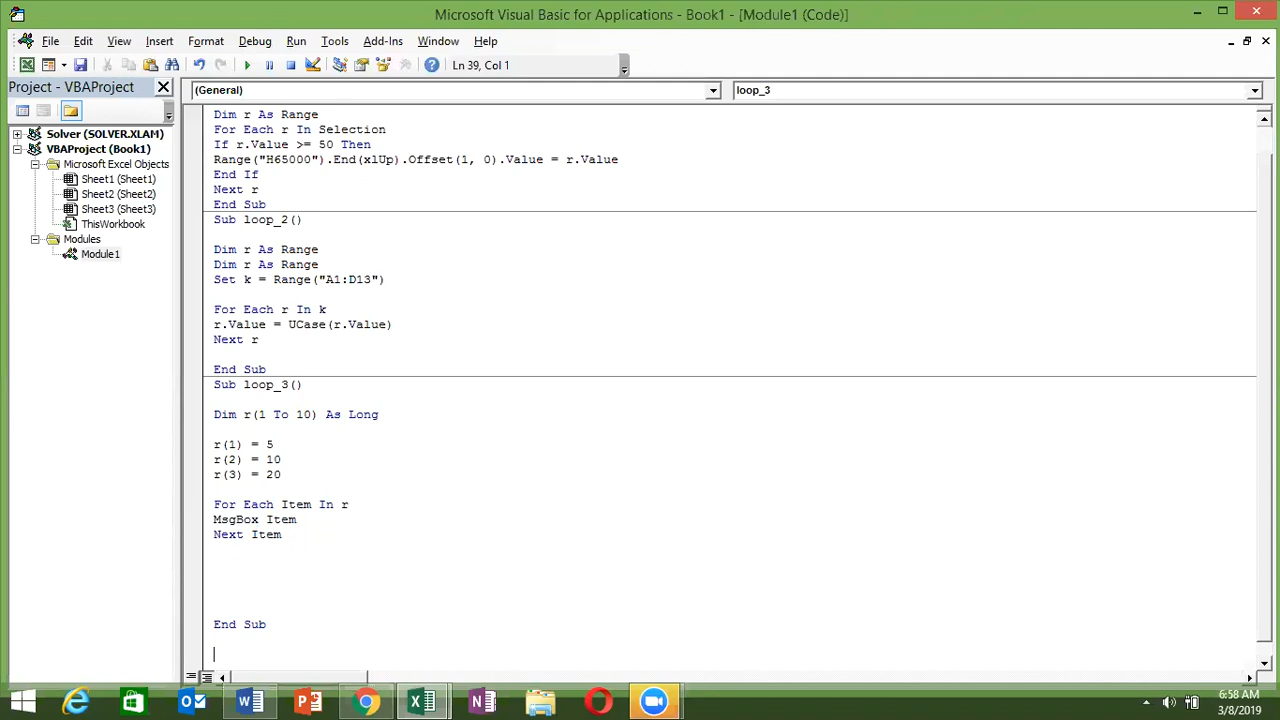 Microsoft Visual Basic for Applications - Book1 - [Module1 (Code)]
File Edit View Insert Format Debug Run Tools Add-Ins Window Help
Ln 39, Col 1
Project - VBAProject
(General)
loop_3
Solver (SOLVER.XLAM)
VBAProject (Book1)
Microsoft Excel Objects
Sheet1 (Sheet1)
Sheet2 (Sheet2)
Sheet3 (Sheet3)
ThisWorkbook
Modules
Module1
Dim r As Range
For Each r In Selection
If r.Value >= 50 Then
Range("H65000").End(xlUp).Offset(1, 0).Value = r.Value
End If
Next r
End Sub
Sub loop_2()
Dim r As Range
Dim r As Range
Set k = Range("A1:D13")
For Each r In k
r.Value = UCase(r.Value)
Next r
End Sub
Sub loop_3()
Dim r(1 To 10) As Long
r(1) = 5
r(2) = 10
r(3) = 20
For Each Item In r
MsgBox Item
Next Item
End Sub
6:58 AM
3/8/2019